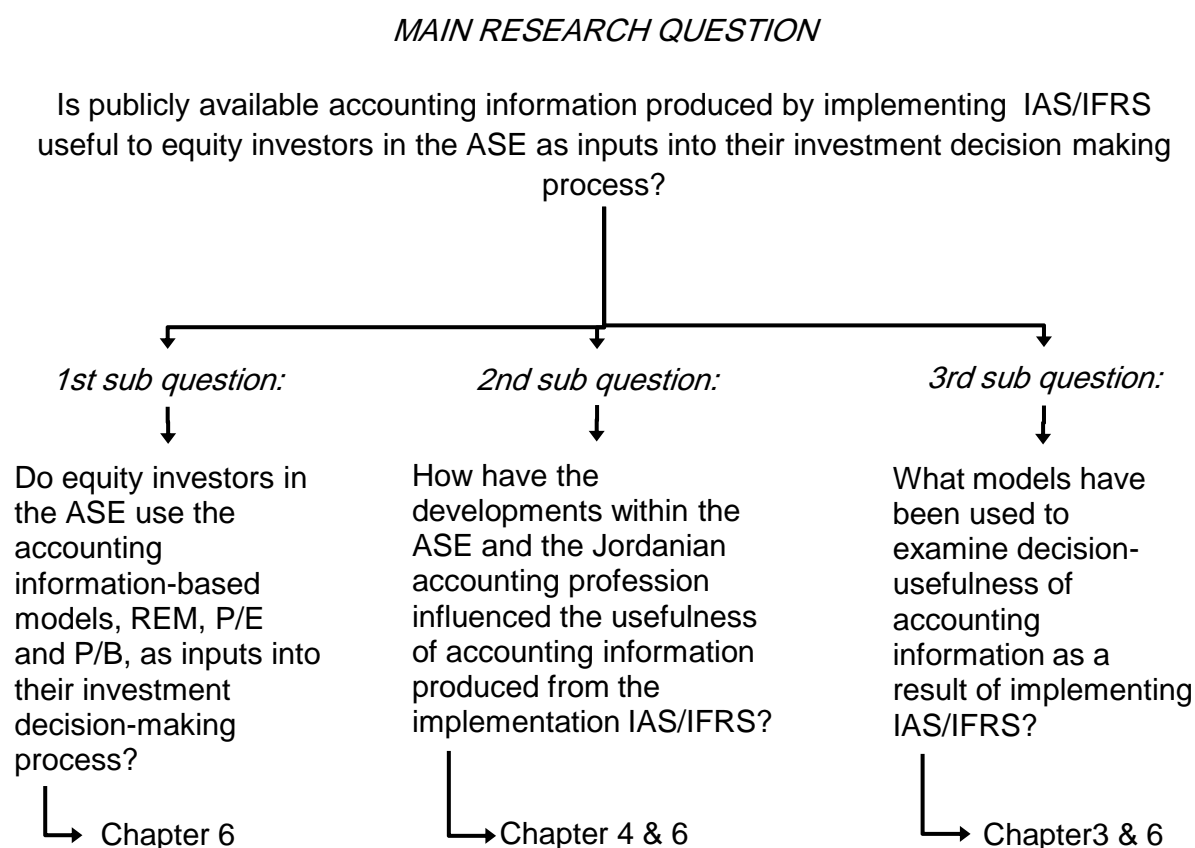 MAIN RESEARCH QUESTION
Is publicly available accounting information produced by implementing IAS/IFRS
useful to equity investors in the ASE as inputs into their investment decision making
process?
1st sub question:
Do equity investors in
the ASE use the
accounting
information-based
models, REM, P/E
and P/B, as inputs into
their investment
decision-making
process?
Chapter 6
2nd sub question:
How have the
developments within the
ASE and the Jordanian
accounting profession
influenced the usefulness
of accounting information
produced from the
implementation IAS/IFRS?
Chapter 4 & 6
3rd sub question:
What models have
been used to
examine decision-
usefulness of
accounting
information as a
result of implementing
IAS/IFRS?
Chapter3 & 6